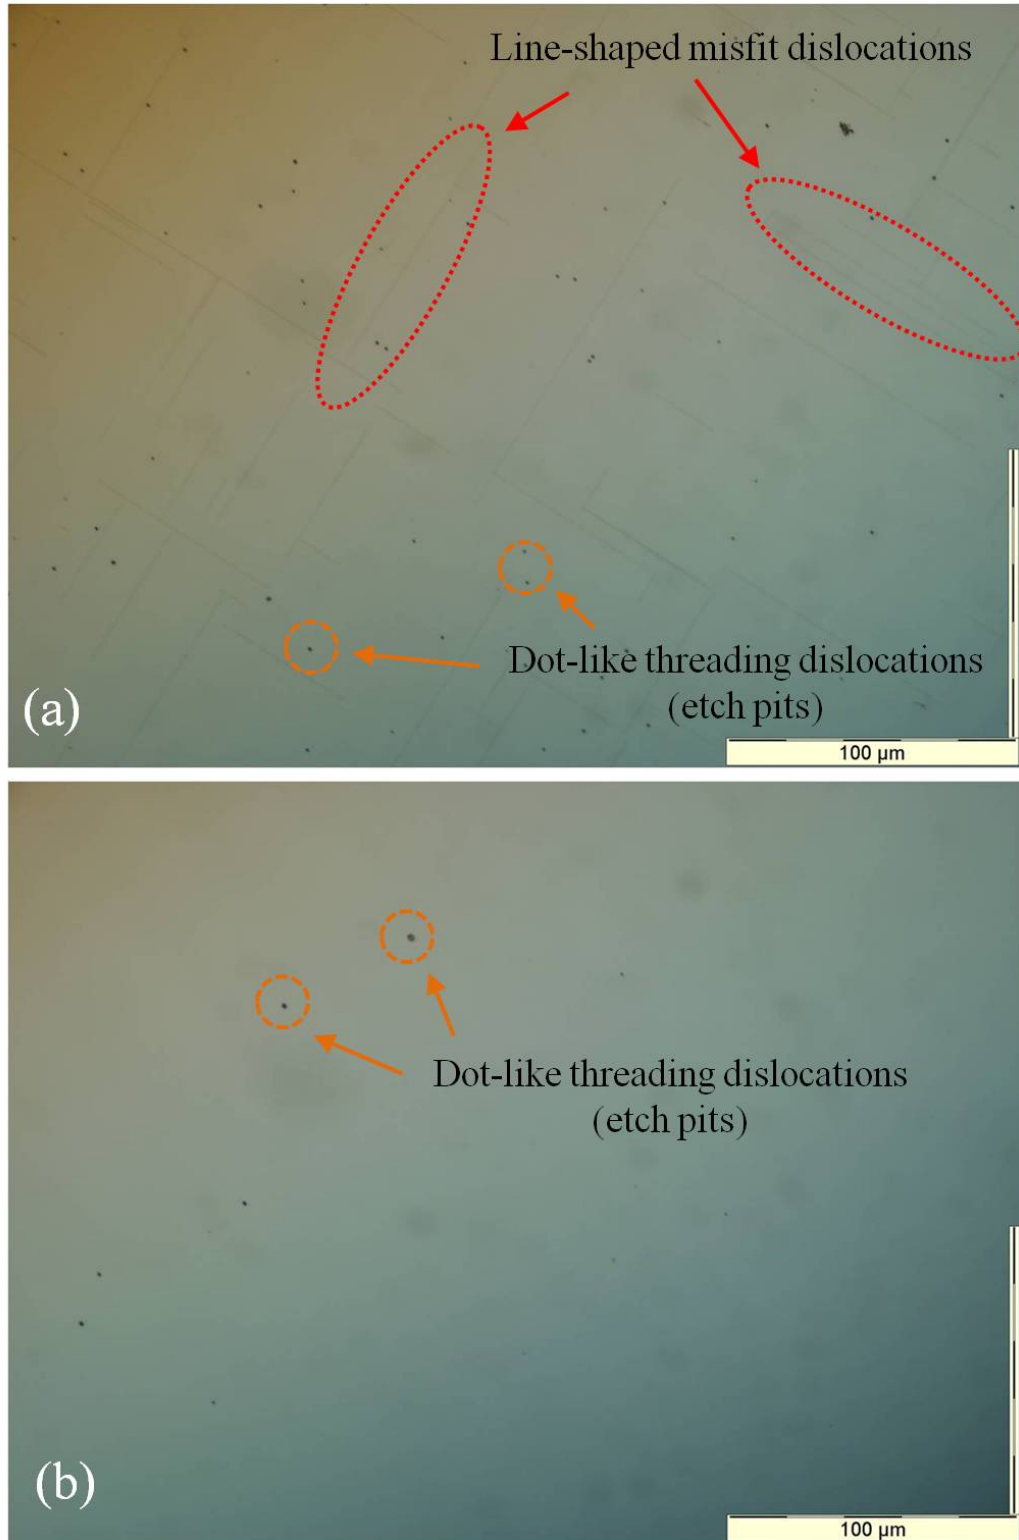 Line-shaped misfit dislocations
Dot-like threading dislocations
(etch pits)
(a)
100 µm
Dot-like threading dislocations
(etch pits)
(b)
100 µm